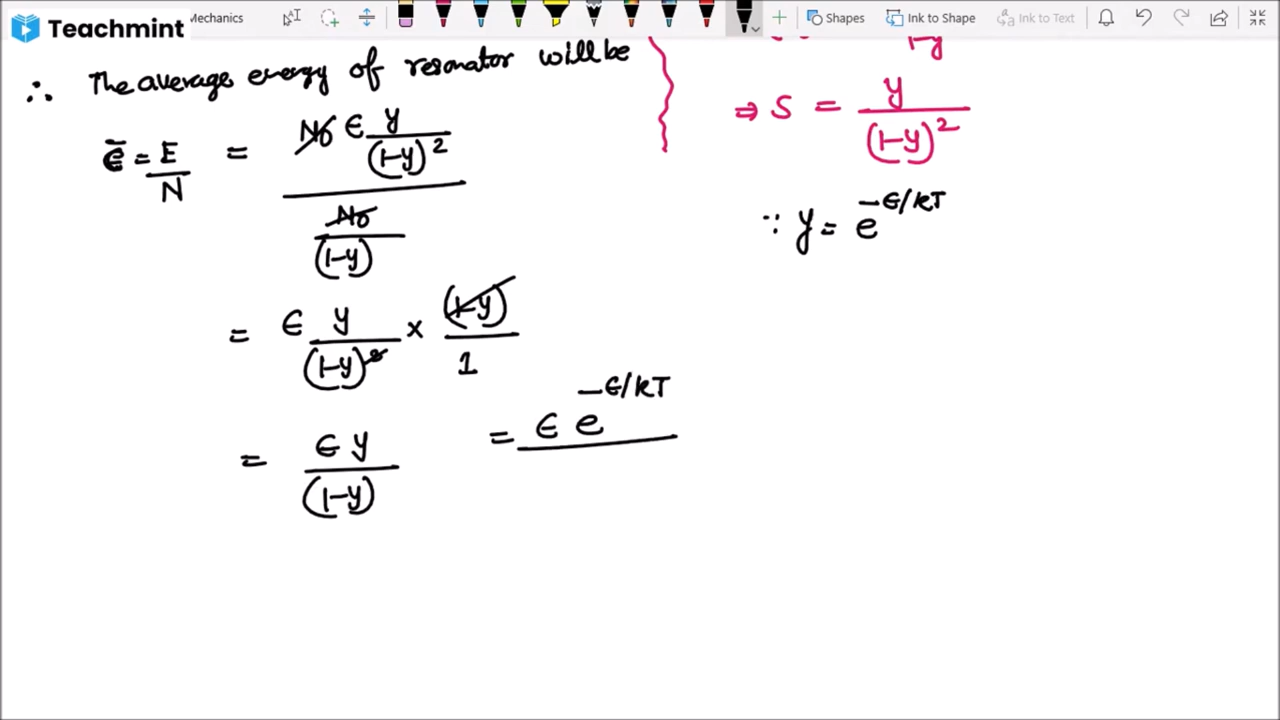 Teachmint
Mechanics
Shapes
Ink to Shape
Ink to Text
∴ The average energy of resonator will be
ϵ̄ = E/N = (N₀ ϵ y/(1-y)²) / (N₀/(1-y))
= ϵ y/(1-y)² × (1-y)/1
= ϵ y/(1-y)
= ϵ e^(-ϵ/kT)
1-y
⇒ S = y/(1-y)²
∵ y = e^(-ϵ/kT)